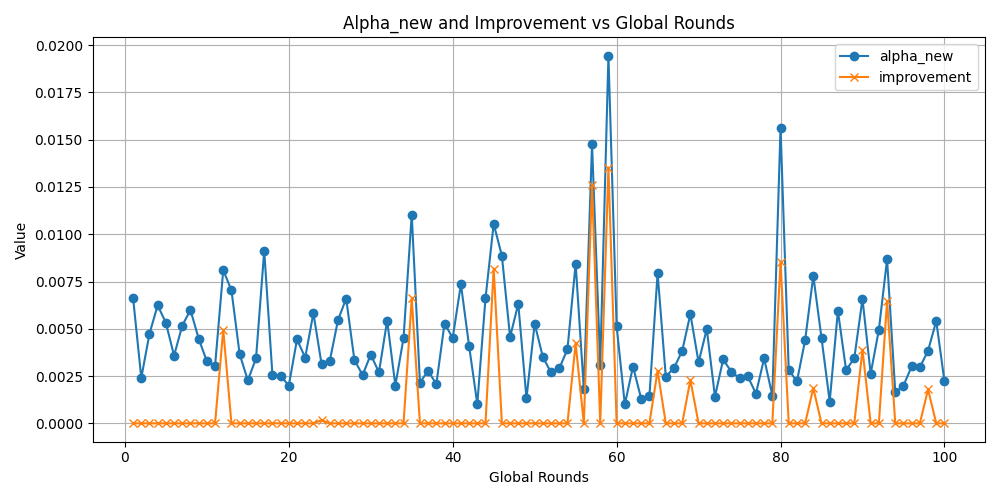 Alpha_new and Improvement vs Global Rounds
alpha_new
improvement
0.0200
0.0175
0.0150
0.0125
0.0100
0.0075
0.0050
0.0025
0.0000
Value
0 20 40 60 80 100
Global Rounds